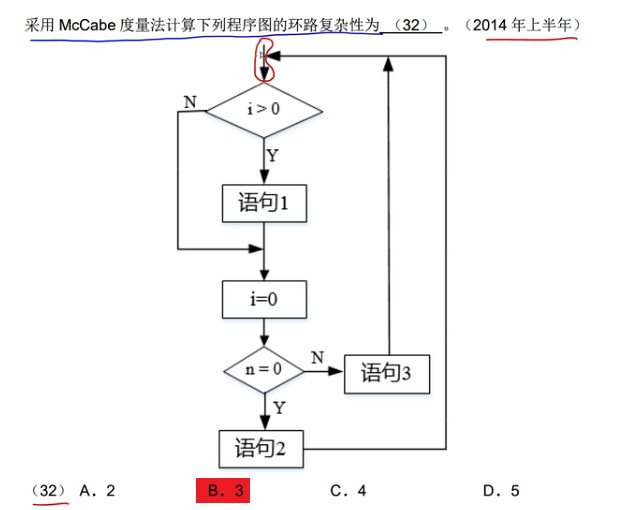 采用 McCabe 度量法计算下列程序图的环路复杂性为 （32） 。（2014 年上半年）
N
i > 0
Y
语句1
i=0
n = 0
N
语句3
Y
语句2
（32） A．2 B．3 C．4 D．5